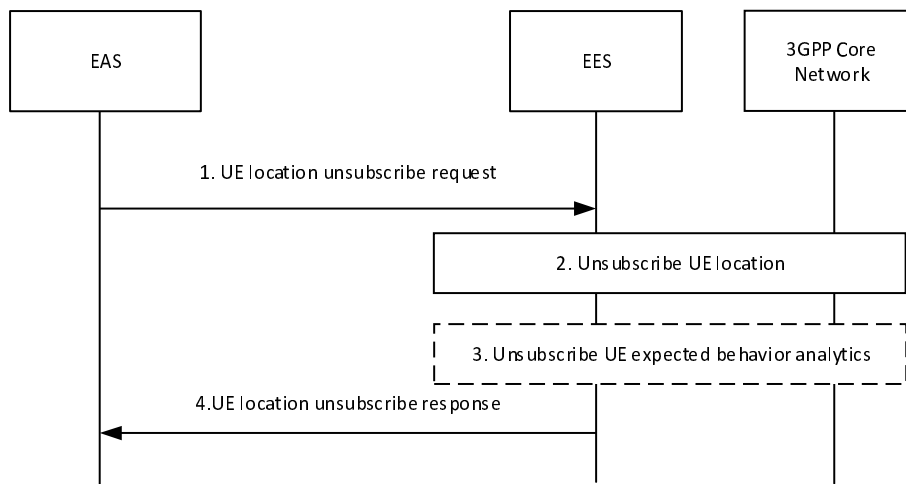 EAS
EES
3GPP Core
Network
1. UE location unsubscribe request
2. Unsubscribe UE location
3. Unsubscribe UE expected behavior analytics
4.UE location unsubscribe response